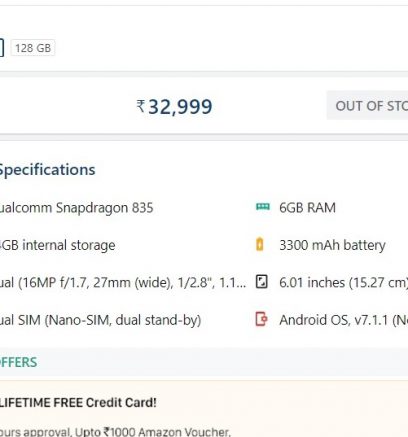 128 GB
₹32,999
OUT OF STO
Specifications
ualcomm Snapdragon 835
6GB RAM
4GB internal storage
3300 mAh battery
ual (16MP f/1.7, 27mm (wide), 1/2.8", 1.1...
6.01 inches (15.27 cm)
ual SIM (Nano-SIM, dual stand-by)
Android OS, v7.1.1 (No
OFFERS
LIFETIME FREE Credit Card!
ours approval, Upto ₹1000 Amazon Voucher,